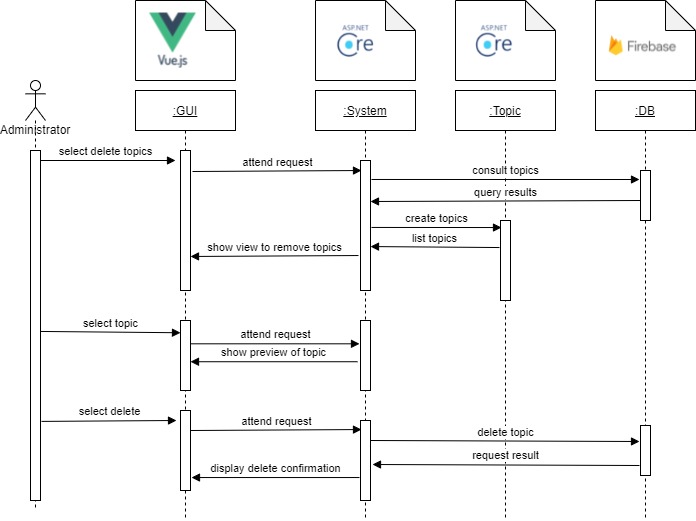 Vue.js
ASP.NET
Core
ASP.NET
Core
Firebase
:GUI
:System
:Topic
:DB
Administrator
select delete topics
attend request
consult topics
query results
create topics
list topics
show view to remove topics
select topic
attend request
show preview of topic
select delete
attend request
delete topic
request result
display delete confirmation